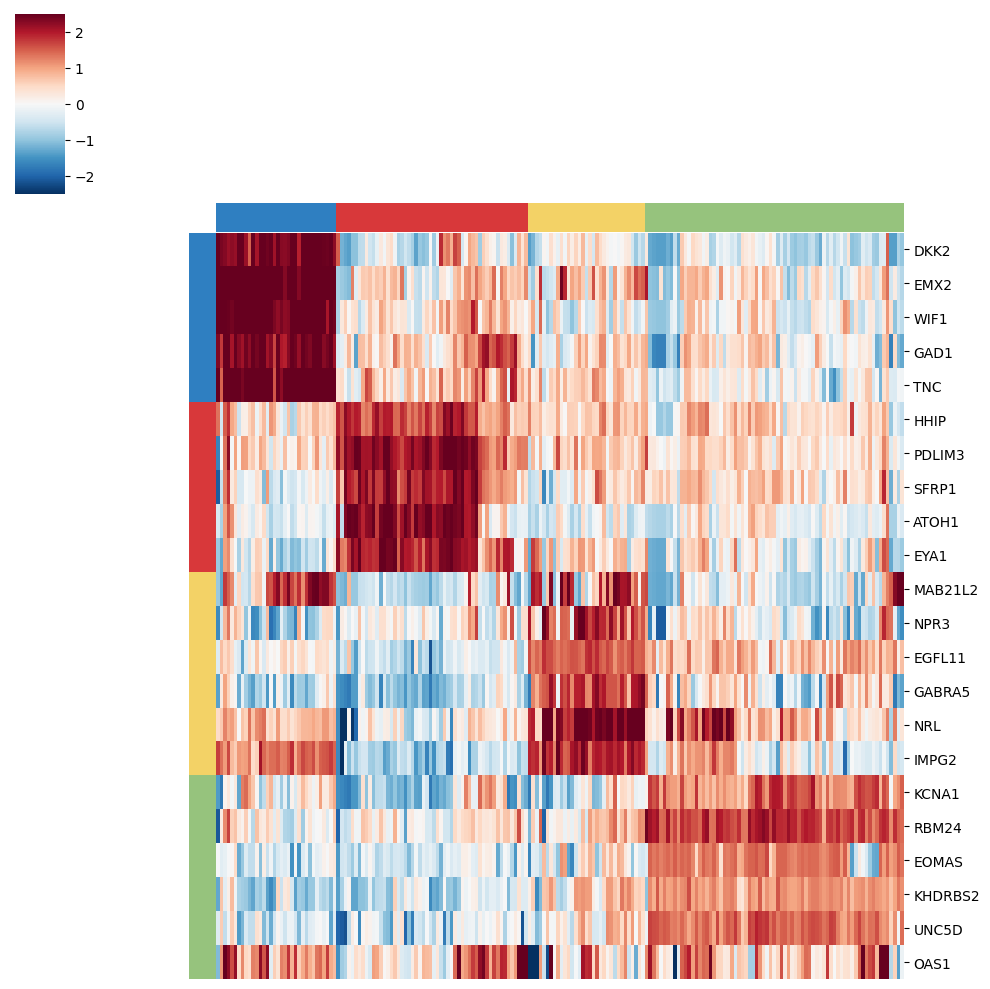 2
1
0
−1
−2
DKK2
EMX2
WIF1
GAD1
TNC
HHIP
PDLIM3
SFRP1
ATOH1
EYA1
MAB21L2
NPR3
EGFL11
GABRA5
NRL
IMPG2
KCNA1
RBM24
EOMAS
KHDRBS2
UNC5D
OAS1